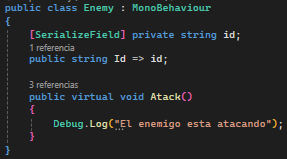 public class Enemy : MonoBehaviour
{
[SerializeField] private string id;
1 referencia
public string Id => id;
3 referencias
public virtual void Atack()
{
Debug.Log("El enemigo esta atacando");
}
}